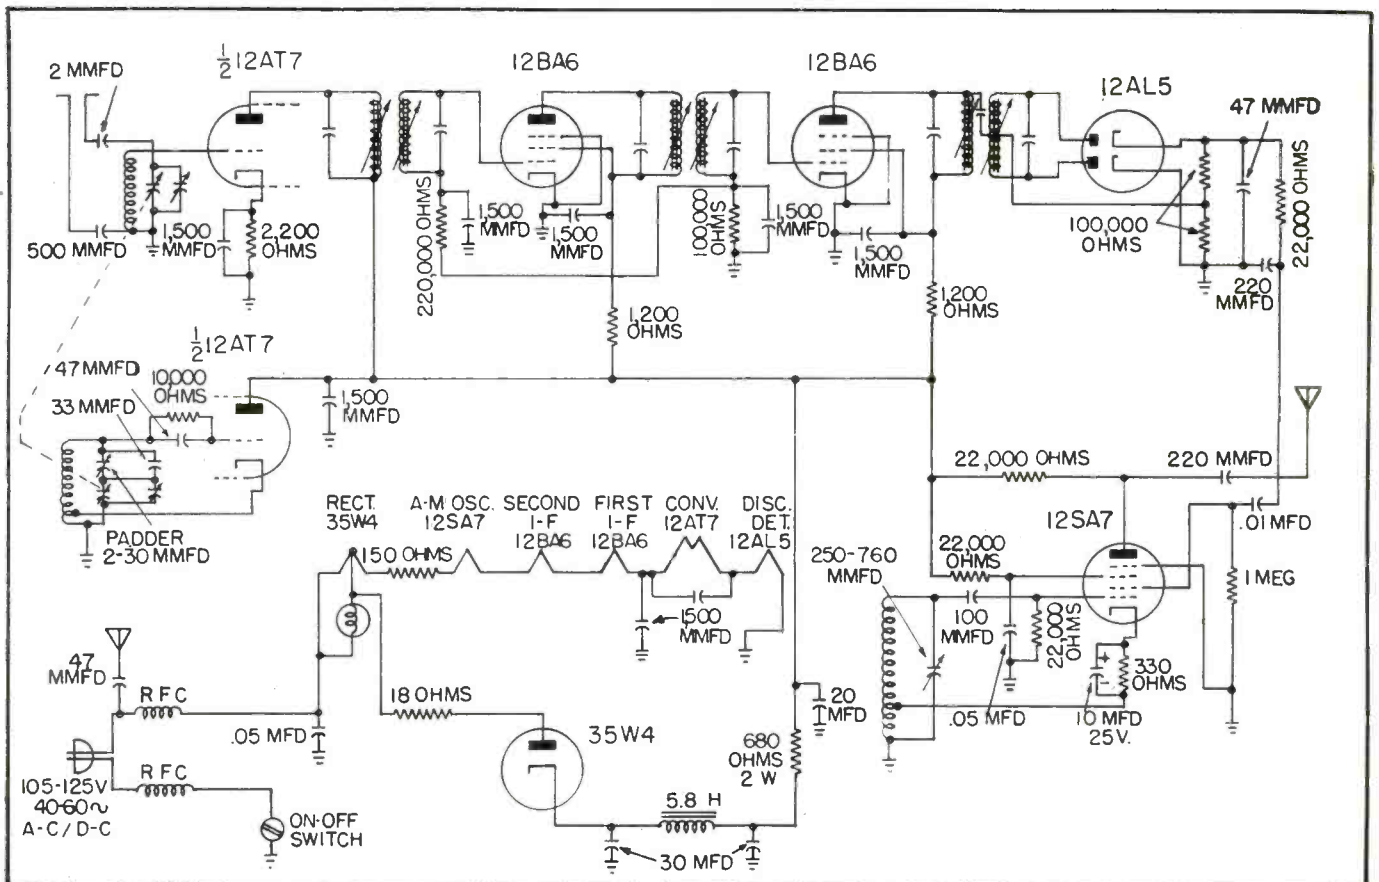 ½12AT7
12BA6
12BA6
12AL5
2 MMFD
47 MMFD
500 MMFD
1,500
MMFD
2,200
OHMS
220,000 OHMS
1,500
MMFD
1,500
MMFD
100,000
OHMS
1,500
MMFD
1,500
MMFD
100,000
OHMS
22,000 OHMS
220
MMFD
1,200
OHMS
1,200
OHMS
½12AT7
47 MMFD
10,000
OHMS
33 MMFD
1,500
MMFD
PADDER
2-30 MMFD
22,000 OHMS
220 MMFD
RECT.
35W4
A-M OSC.
12SA7
SECOND
I-F
12BA6
FIRST
I-F
12BA6
CONV.
12AT7
DISC.
DET.
12AL5
150 OHMS
1500
MMFD
12SA7
.01 MFD
250-760
MMFD
22,000
OHMS
1 MEG
100
MMFD
22,000
OHMS
330
OHMS
.05 MFD
10 MFD
25V.
47
MMFD
RFC
18 OHMS
.05 MFD
35W4
20
MFD
680
OHMS
2 W
RFC
105-125V
40-60~
A-C/D-C
ON-OFF
SWITCH
5.8 H
30 MFD